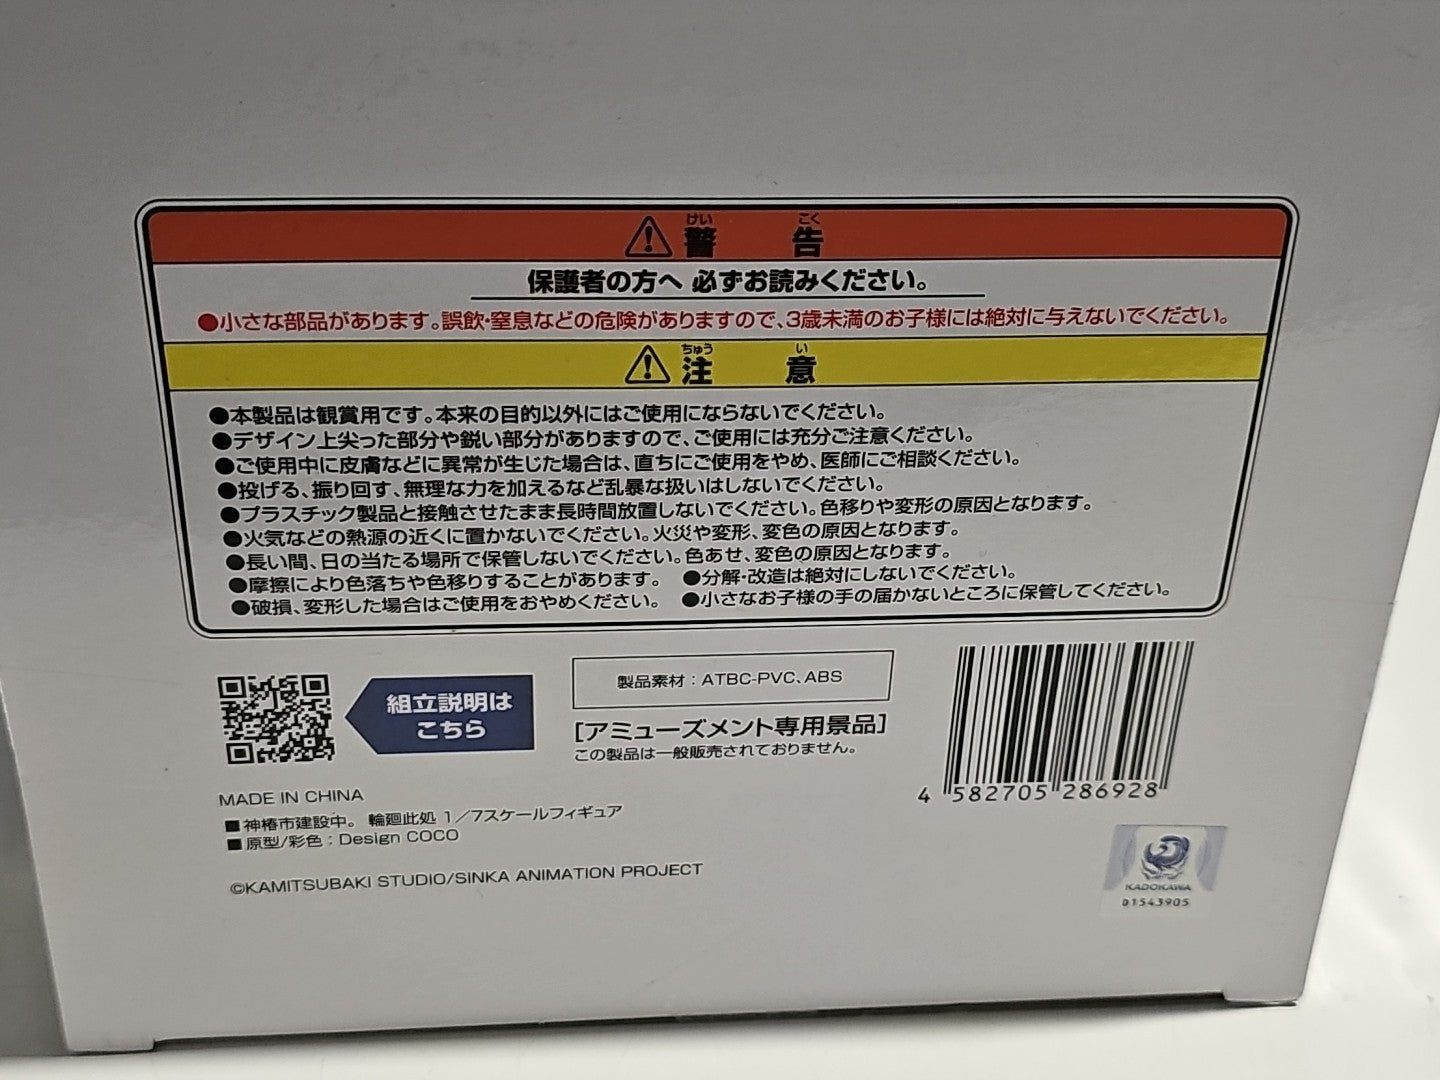 けい こく
警 告
保護者の方へ 必ずお読みください。
●小さな部品があります。誤飲・窒息などの危険がありますので、3歳未満のお子様には絶対に与えないでください。
ちゅう い
注 意
●本製品は観賞用です。本来の目的以外にはご使用にならないでください。
●デザイン上尖った部分や鋭い部分がありますので、ご使用には充分ご注意ください。
●ご使用中に皮膚などに異常が生じた場合は、直ちにご使用をやめ、医師にご相談ください。
●投げる、振り回す、無理な力を加えるなど乱暴な扱いはしないでください。
●プラスチック製品と接触させたまま長時間放置しないでください。色移りや変形の原因となります。
●火気などの熱源の近くに置かないでください。火災や変形、変色の原因となります。
●長い間、日の当たる場所で保管しないでください。色あせ、変色の原因となります。
●摩擦により色落ちや色移りすることがあります。 ●分解・改造は絶対にしないでください。
●破損、変形した場合はご使用をおやめください。 ●小さなお子様の手の届かないところに保管してください。
組立説明は
こちら
製品素材：ATBC-PVC、ABS
[アミューズメント専用景品]
この製品は一般販売されておりません。
4 582705 286928
MADE IN CHINA
■神椿市建設中。 輪廻此処 1／7スケールフィギュア
■原型/彩色：Design COCO
©KAMITSUBAKI STUDIO/SINKA ANIMATION PROJECT
KADOKAWA
01543905